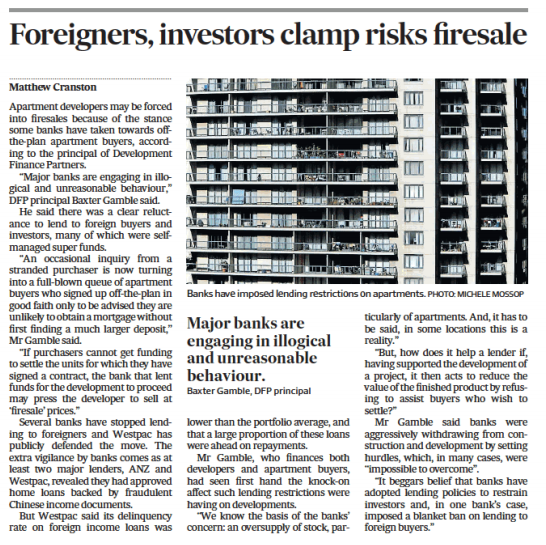 Foreigners, investors clamp risks firesale
Matthew Cranston
Apartment developers may be forced
into firesales because of the stance
some banks have taken towards off-
the-plan apartment buyers, accord-
ing to the principal of Development
Finance Partners.
“Major banks are engaging in illo-
gical and unreasonable behaviour,”
DFP principal Baxter Gamble said.
He said there was a clear reluct-
ance to lend to foreign buyers and
investors, many of which were self-
managed super funds.
“An occasional inquiry from a
stranded purchaser is now turning
into a full-blown queue of apartment
buyers who signed up off-the-plan in
good faith only to be advised they are
unlikely to obtain a mortgage without
first finding a much larger deposit,”
Mr Gamble said.
“If purchasers cannot get funding
to settle the units for which they have
signed a contract, the bank that lent
funds for the development to proceed
may press the developer to sell at
‘firesale’ prices.”
Several banks have stopped lend-
ing to foreigners and Westpac has
publicly defended the move. The
extra vigilance by banks comes as at
least two major lenders, ANZ and
Westpac, revealed they had approved
home loans backed by fraudulent
Chinese income documents.
But Westpac said its delinquency
rate on foreign income loans was
Banks have imposed lending restrictions on apartments. PHOTO: MICHELE MOSSOP
Major banks are
engaging in illogical
and unreasonable
behaviour.
Baxter Gamble, DFP principal
lower than the portfolio average, and
that a large proportion of these loans
were ahead on repayments.
Mr Gamble, who finances both
developers and apartment buyers,
had seen first hand the knock-on
affect such lending restrictions were
having on developments.
“We know the basis of the banks’
concern: an oversupply of stock, par-
ticularly of apartments. And, it has to
be said, in some locations this is a
reality.”
“But, how does it help a lender if,
having supported the development of
a project, it then acts to reduce the
value of the finished product by refus-
ing to assist buyers who wish to
settle?”
Mr Gamble said banks were
aggressively withdrawing from con-
struction and development by setting
hurdles, which, in many cases, were
“impossible to overcome”.
“It beggars belief that banks have
adopted lending policies to restrain
investors and, in one bank’s case,
imposed a blanket ban on lending to
foreign buyers.”